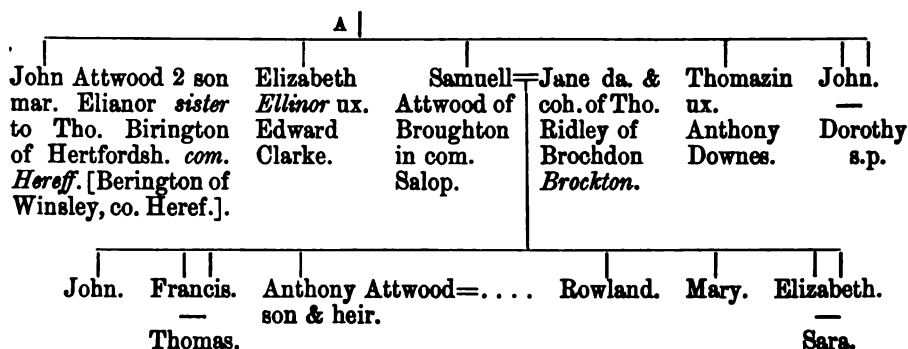 A
John Attwood 2 son
mar. Elianor sister
to Tho. Birington
of Hertfordsh. com.
Hereff. [Berington of
Winsley, co. Heref.].
Elizabeth
Ellinor ux.
Edward
Clarke.
Samuell=
Attwood of
Broughton
in com.
Salop.
Jane da. &
coh. of Tho.
Ridley of
Brochdon
Brockton.
Thomazin
ux.
Anthony
Downes.
John.
—
Dorothy
s.p.
John.
Francis.
—
Thomas.
Anthony Attwood=....
son & heir.
Rowland.
Mary.
Elizabeth.
—
Sara.